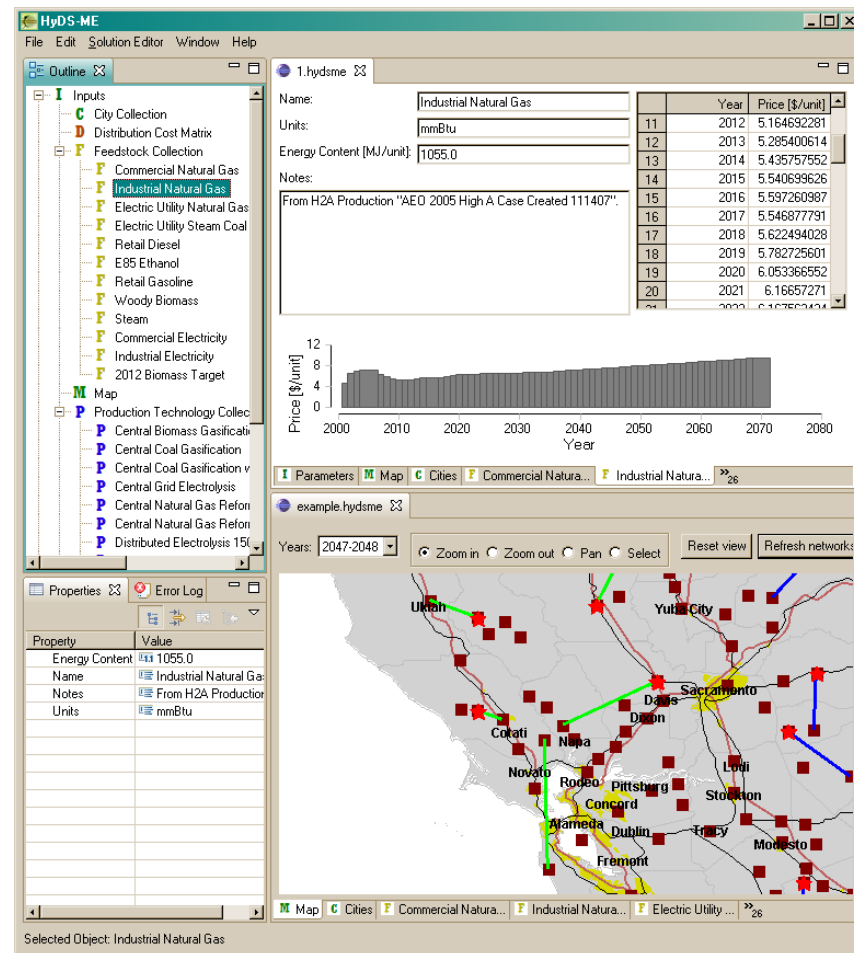 HyDS-ME
File Edit Solution Editor Window Help
Outline
Inputs
City Collection
Distribution Cost Matrix
Feedstock Collection
Commercial Natural Gas
Industrial Natural Gas
Electric Utility Natural Gas
Electric Utility Steam Coal
Retail Diesel
E85 Ethanol
Retail Gasoline
Woody Biomass
Steam
Commercial Electricity
Industrial Electricity
2012 Biomass Target
Map
Production Technology Collec
Central Biomass Gasificati
Central Coal Gasification
Central Coal Gasification v
Central Grid Electrolysis
Central Natural Gas Refor
Central Natural Gas Refor
Distributed Electrolysis 150
1.hydsme
Name: Industrial Natural Gas
Units: mmBtu
Energy Content [MJ/unit]: 1055.0
Notes:
From H2A Production "AEO 2005 High A Case Created 111407".
Year Price [$/unit]
11 2012 5.164692281
12 2013 5.285400614
13 2014 5.435757552
14 2015 5.540699626
15 2016 5.597260987
16 2017 5.546877791
17 2018 5.622494028
18 2019 5.782725601
19 2020 6.053366552
20 2021 6.16657271
Price [$/unit]
12
8
4
0
2000 2010 2020 2030 2040 2050 2060 2070 2080
Year
I Parameters M Map C Cities F Commercial Natura... F Industrial Natura... »26
example.hydsme
Years: 2047-2048 Zoom in Zoom out Pan Select Reset view Refresh networks
Ukiah
Yuba City
Sacramento
Davis
Dixon
Cotati
Napa
Novato
Rodeo
Lodi
Pittsburg
Stockton
Concord
Alameda
Dublin
Tracy
Modesto
Fremont
M Map C Cities F Commercial Natura... F Industrial Natura... F Electric Utility ... »26
Properties Error Log
Property Value
Energy Content 1055.0
Name Industrial Natural Ga
Notes From H2A Production
Units mmBtu
Selected Object: Industrial Natural Gas